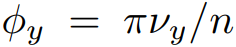 ϕ_y = πν_y/n